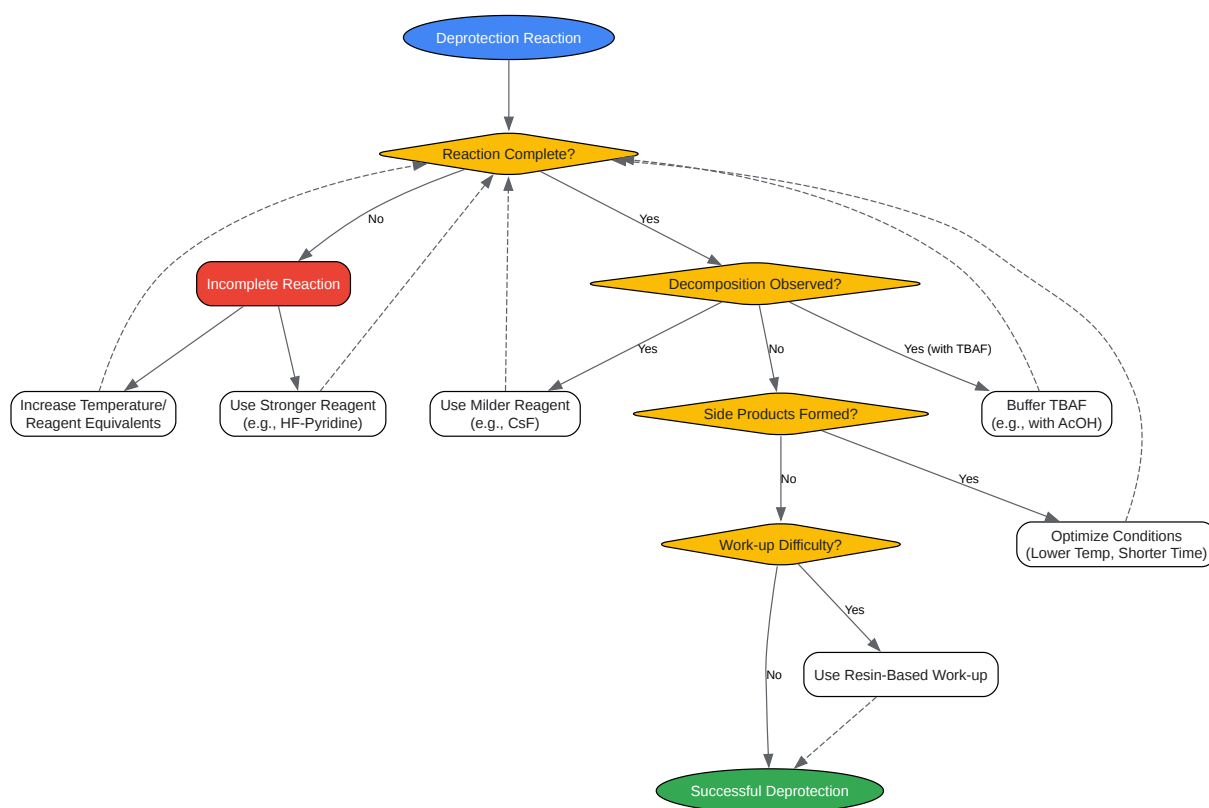 Deprotection Reaction
Reaction Complete?
No
Yes
Incomplete Reaction
Decomposition Observed?
Yes
No
Yes (with TBAF)
Increase Temperature/
Reagent Equivalents
Use Stronger Reagent
(e.g., HF-Pyridine)
Use Milder Reagent
(e.g., CsF)
Side Products Formed?
Buffer TBAF
(e.g., with AcOH)
No
Yes
Work-up Difficulty?
Optimize Conditions
(Lower Temp, Shorter Time)
Yes
No
Use Resin-Based Work-up
Successful Deprotection